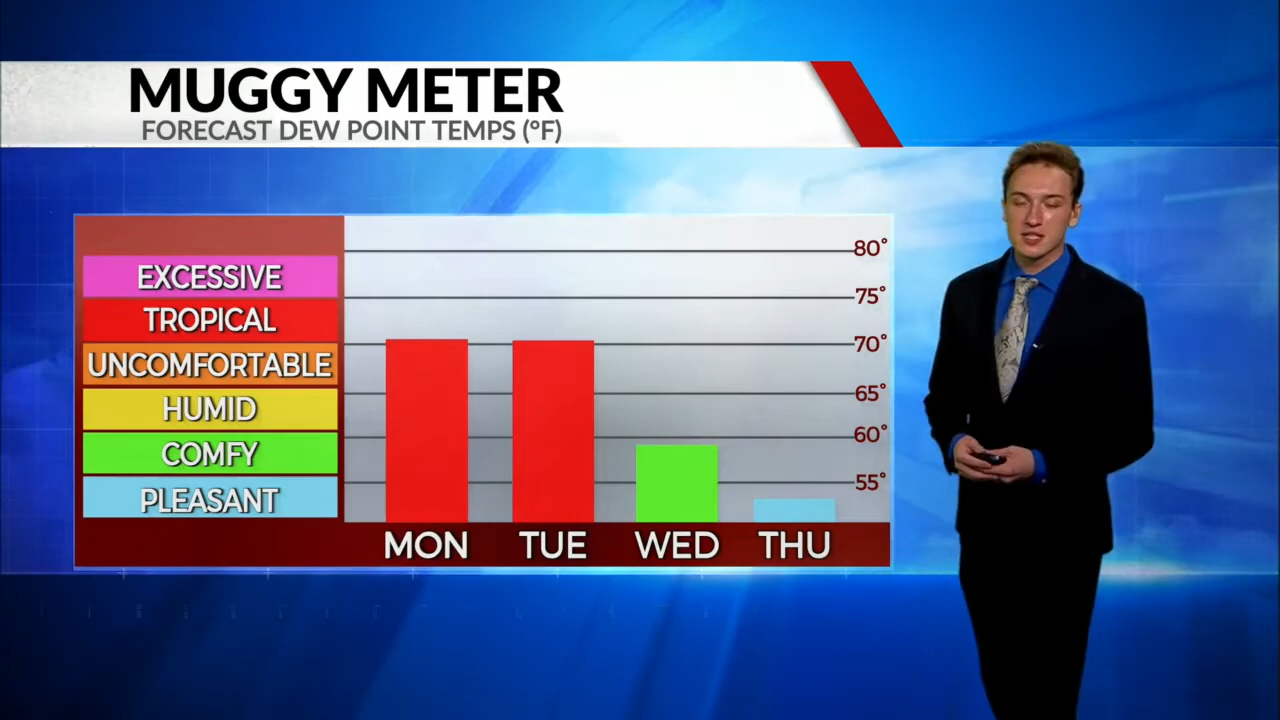 MUGGY METER
FORECAST DEW POINT TEMPS (°F)
EXCESSIVE
TROPICAL
UNCOMFORTABLE
HUMID
COMFY
PLEASANT
80°
75°
70°
65°
60°
55°
MON TUE WED THU